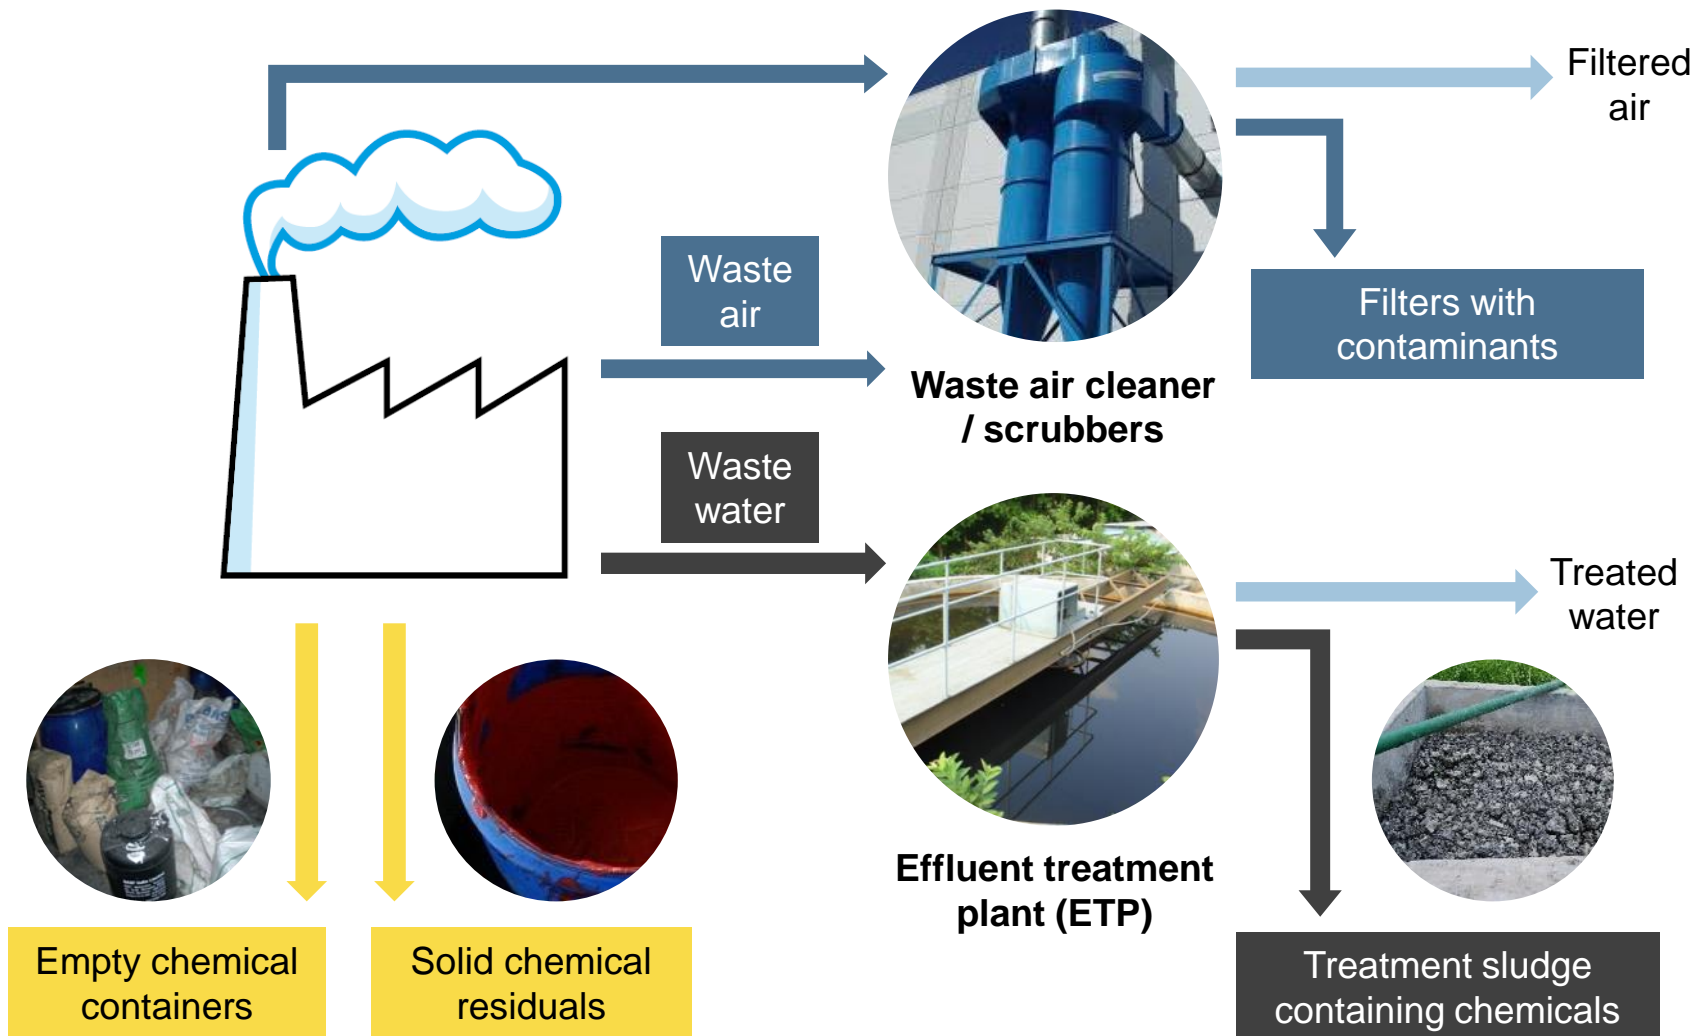 Filtered
air
Waste
air
Filters with
contaminants
Waste air cleaner
/ scrubbers
Waste
water
Treated
water
Effluent treatment
plant (ETP)
Empty chemical
containers
Solid chemical
residuals
Treatment sludge
containing chemicals